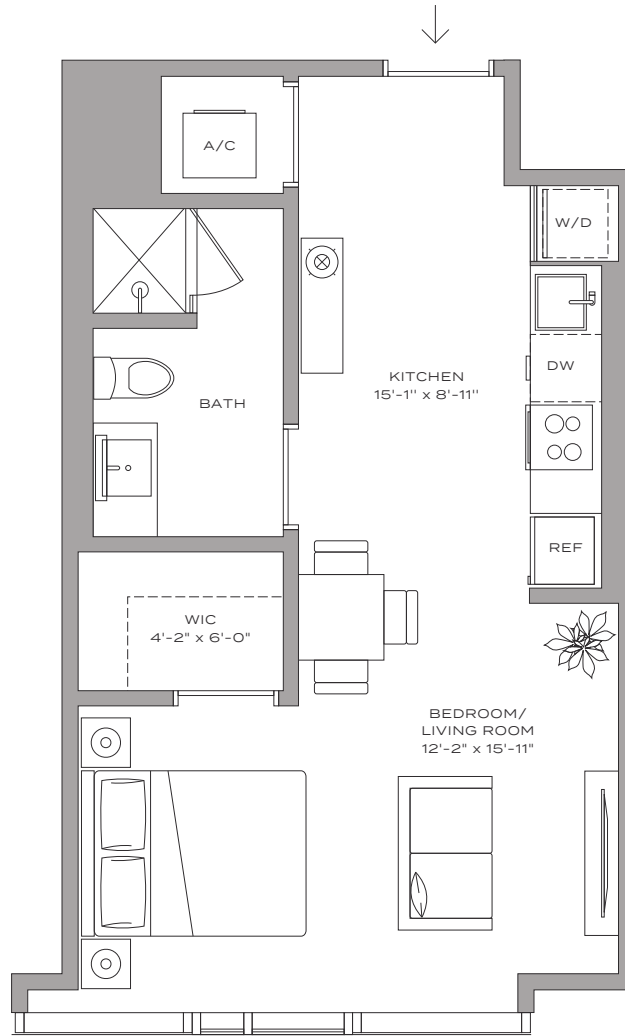 A/C
W/D
KITCHEN
15'-1" x 8'-11"
DW
BATH
REF
WIC
4'-2" x 6'-0"
BEDROOM/
LIVING ROOM
12'-2" x 15'-11"